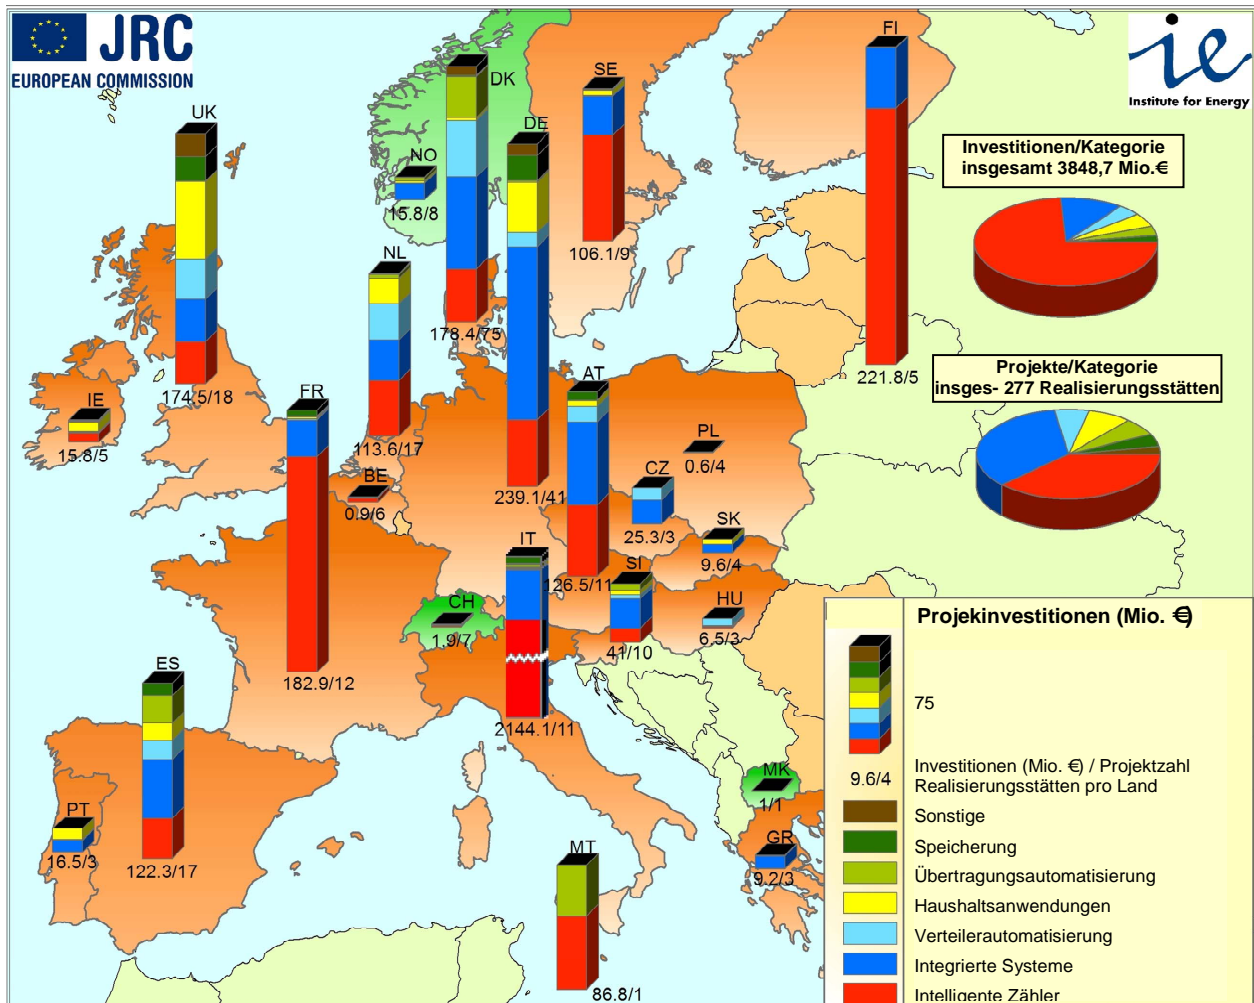 JRC
EUROPEAN COMMISSION
ie
Institute for Energy
FI
SE
DK
UK
DE
NO
15.8/8
106.1/9
NL
178.4/75
221.8/5
174.5/18
IE
15.8/5
FR
113.6/17
AT
PL
0.6/4
BE
0.9/6
239.1/41
CZ
25.3/3
SK
9.6/4
IT
126.5/11
SI
HU
6.5/3
CH
1.9/7
41/10
ES
182.9/12
2144.1/11
MK
1/1
PT
16.5/3
122.3/17
MT
GR
9.2/3
86.8/1
Investitionen/Kategorie
insgesamt 3848,7 Mio.€
Projekte/Kategorie
insges- 277 Realisierungsstätten
Projekinvestitionen (Mio. €)
75
9.6/4
Investitionen (Mio. €) / Projektzahl
Realisierungsstätten pro Land
Sonstige
Speicherung
Übertragungsautomatisierung
Haushaltsanwendungen
Verteilerautomatisierung
Integrierte Systeme
Intelligente Zähler